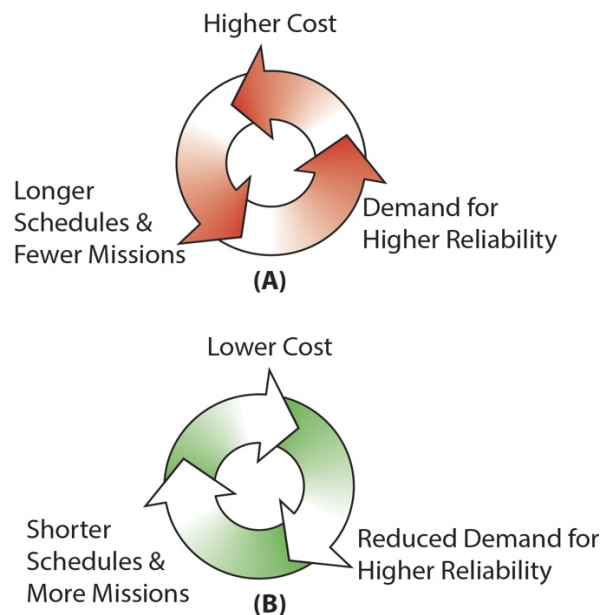 Higher Cost
Longer
Schedules &
Fewer Missions
Demand for
Higher Reliability
(A)
Lower Cost
Shorter
Schedules &
More Missions
Reduced Demand for
Higher Reliability
(B)